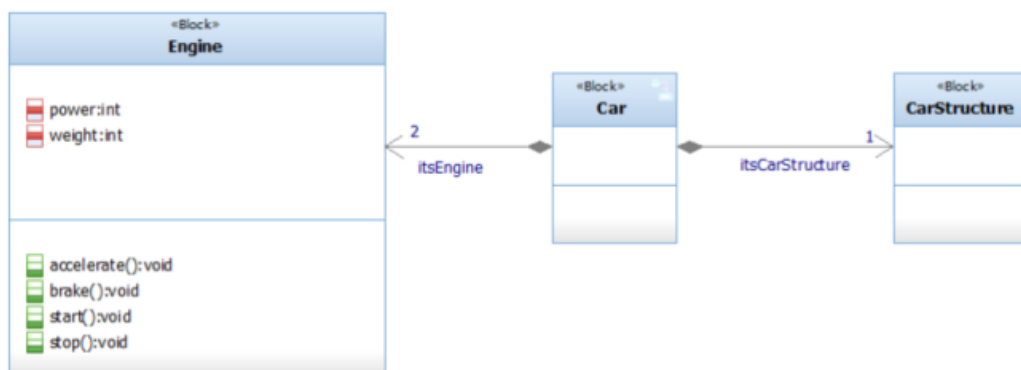 «Block»
Engine
power:int
weight:int
accelerate():void
brake():void
start():void
stop():void
2
itsEngine
«Block»
Car
1
itsCarStructure
«Block»
CarStructure